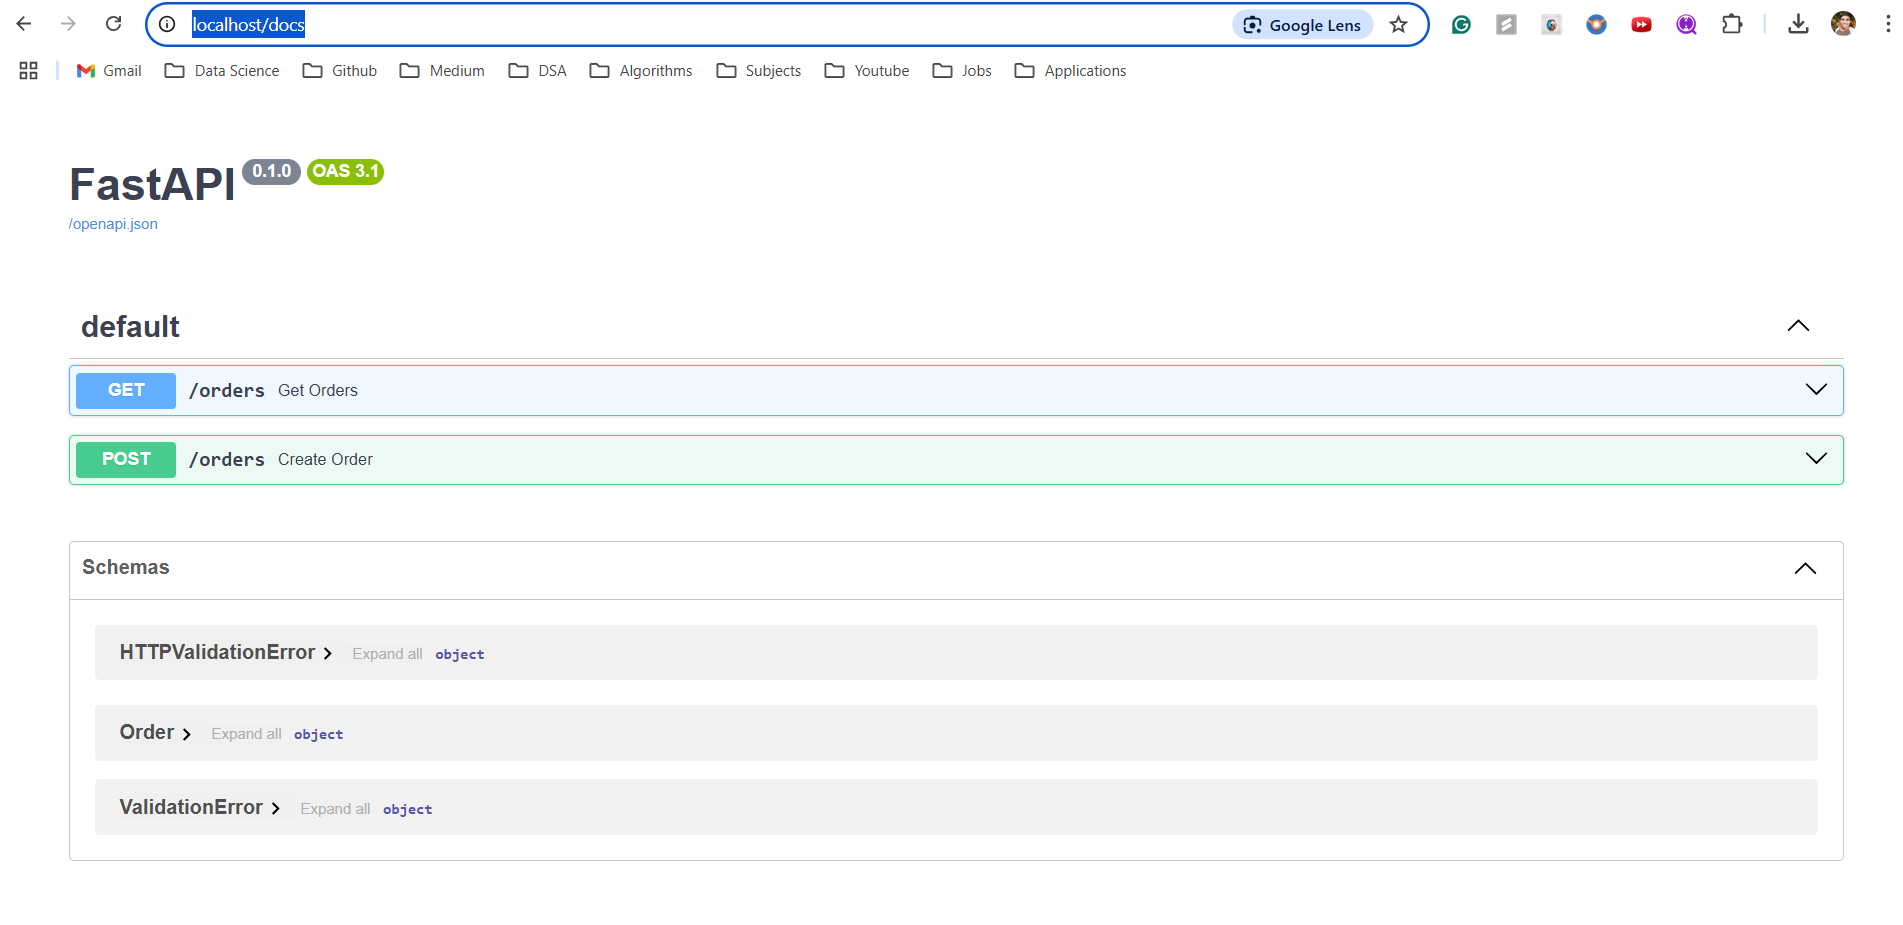 localhost/docs
Google Lens
Gmail Data Science Github Medium DSA Algorithms Subjects Youtube Jobs Applications
FastAPI 0.1.0 OAS 3.1
/openapi.json
default
GET /orders Get Orders
POST /orders Create Order
Schemas
HTTPValidationError Expand all object
Order Expand all object
ValidationError Expand all object